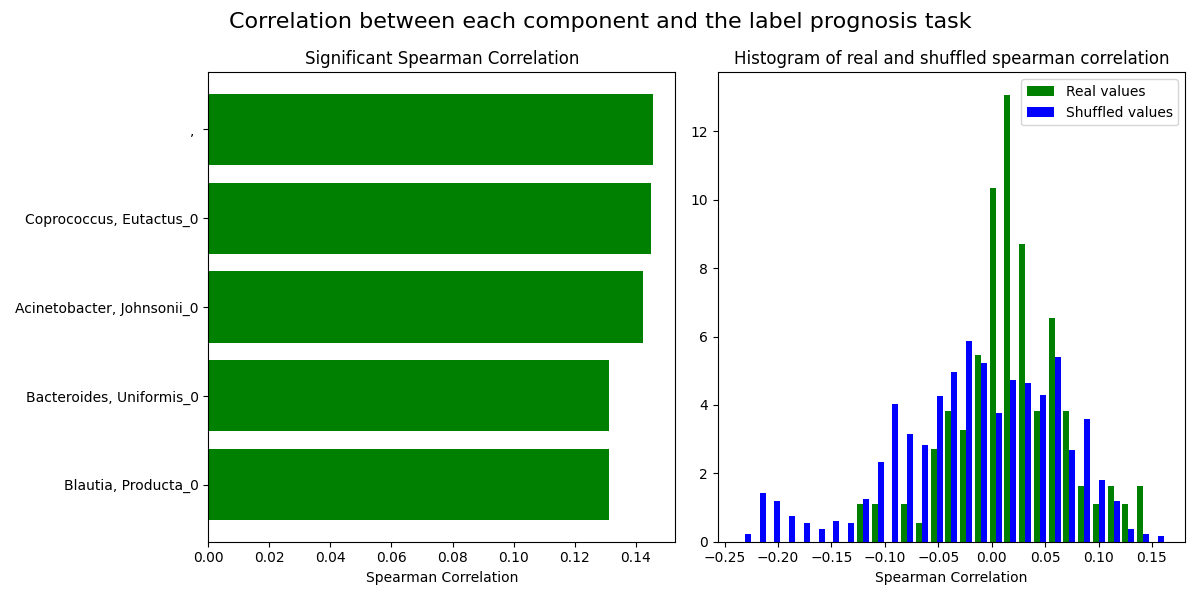 Correlation between each component and the label prognosis task
Significant Spearman Correlation
,
Coprococcus, Eutactus_0
Acinetobacter, Johnsonii_0
Bacteroides, Uniformis_0
Blautia, Producta_0
0.00 0.02 0.04 0.06 0.08 0.10 0.12 0.14
Spearman Correlation
Histogram of real and shuffled spearman correlation
Real values
Shuffled values
12
10
8
6
4
2
0
−0.25 −0.20 −0.15 −0.10 −0.05 0.00 0.05 0.10 0.15
Spearman Correlation